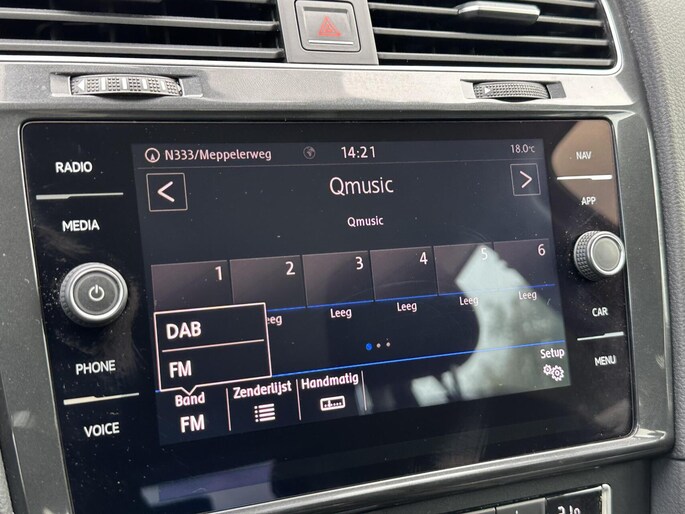 RADIO
MEDIA
PHONE
VOICE
NAV
APP
CAR
MENU
N333/Meppelerweg 14:21 18.0°C
< Qmusic >
Qmusic
1 2 3 4 5 6
Leeg Leeg Leeg Leeg
DAB
FM
Band Zenderlijst Handmatig Setup
FM